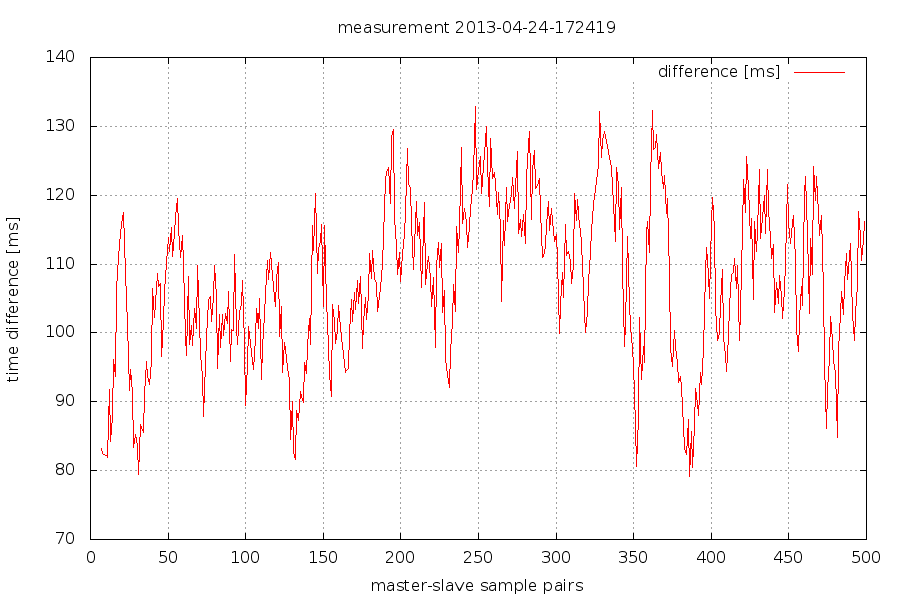 measurement 2013-04-24-172419
difference [ms]
time difference [ms]
140
130
120
110
100
90
80
70
0 50 100 150 200 250 300 350 400 450 500
master-slave sample pairs